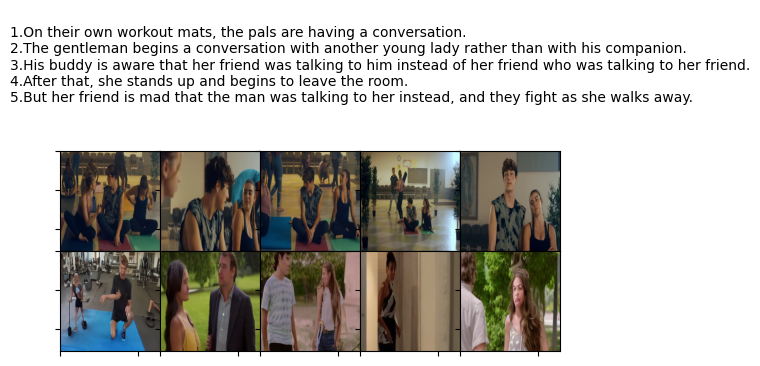 1.On their own workout mats, the pals are having a conversation.
2.The gentleman begins a conversation with another young lady rather than with his companion.
3.His buddy is aware that her friend was talking to him instead of her friend who was talking to her friend.
4.After that, she stands up and begins to leave the room.
5.But her friend is mad that the man was talking to her instead, and they fight as she walks away.